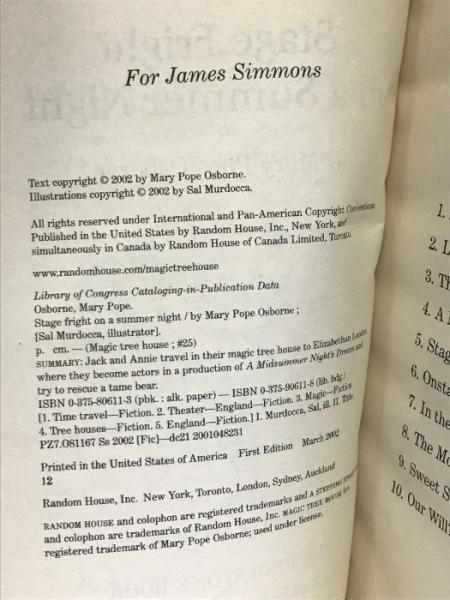 For James Simmons
Text copyright © 2002 by Mary Pope Osborne.
Illustrations copyright © 2002 by Sal Murdocca.
All rights reserved under International and Pan-American Copyright Conventions.
Published in the United States by Random House, Inc., New York, and
simultaneously in Canada by Random House of Canada Limited, Toronto.
www.randomhouse.com/magictreehouse
Library of Congress Cataloging-in-Publication Data
Osborne, Mary Pope.
Stage fright on a summer night / by Mary Pope Osborne ;
[Sal Murdocca, illustrator].
p. cm. — (Magic tree house ; #25)
SUMMARY: Jack and Annie travel in their magic tree house to Elizabethan London,
where they become actors in a production of A Midsummer Night's Dream and
try to rescue a tame bear.
ISBN 0-375-80611-3 (pbk. : alk. paper) — ISBN 0-375-90611-8 (lib. bdg.)
[1. Time travel—Fiction. 2. Theater—England—Fiction. 3. Magic—Fiction.
4. Tree houses—Fiction. 5. England—Fiction.] I. Murdocca, Sal, ill. II. Title.
PZ7.O81167 Ss 2002 [Fic]—dc21 2001048231
Printed in the United States of America First Edition March 2002
12
Random House, Inc. New York, Toronto, London, Sydney, Auckland
RANDOM HOUSE and colophon are registered trademarks and A STEPPING STONE
and colophon are trademarks of Random House, Inc. MAGIC TREE HOUSE is a
registered trademark of Mary Pope Osborne; used under license.
1.
2.
3.
4. A
5.
6.
7. In the
8. The
9. Sweet
10. Our